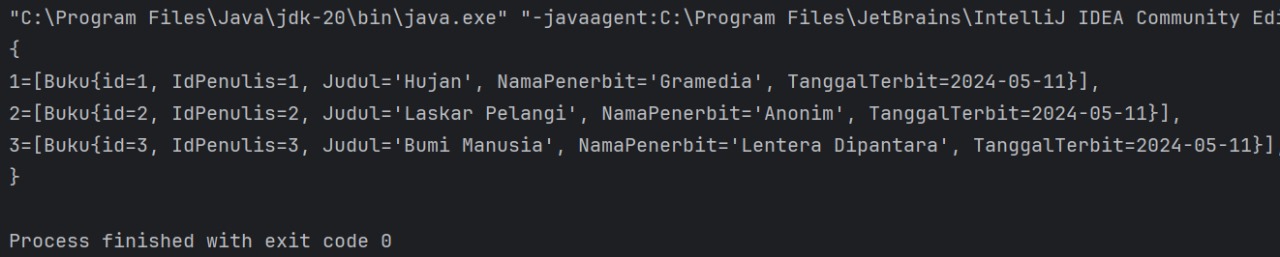 "C:\Program Files\Java\jdk-20\bin\java.exe" "-javaagent:C:\Program Files\JetBrains\IntelliJ IDEA Community Edi
{
1=[Buku{id=1, IdPenulis=1, Judul='Hujan', NamaPenerbit='Gramedia', TanggalTerbit=2024-05-11}],
2=[Buku{id=2, IdPenulis=2, Judul='Laskar Pelangi', NamaPenerbit='Anonim', TanggalTerbit=2024-05-11}],
3=[Buku{id=3, IdPenulis=3, Judul='Bumi Manusia', NamaPenerbit='Lentera Dipantara', TanggalTerbit=2024-05-11}],
}
Process finished with exit code 0